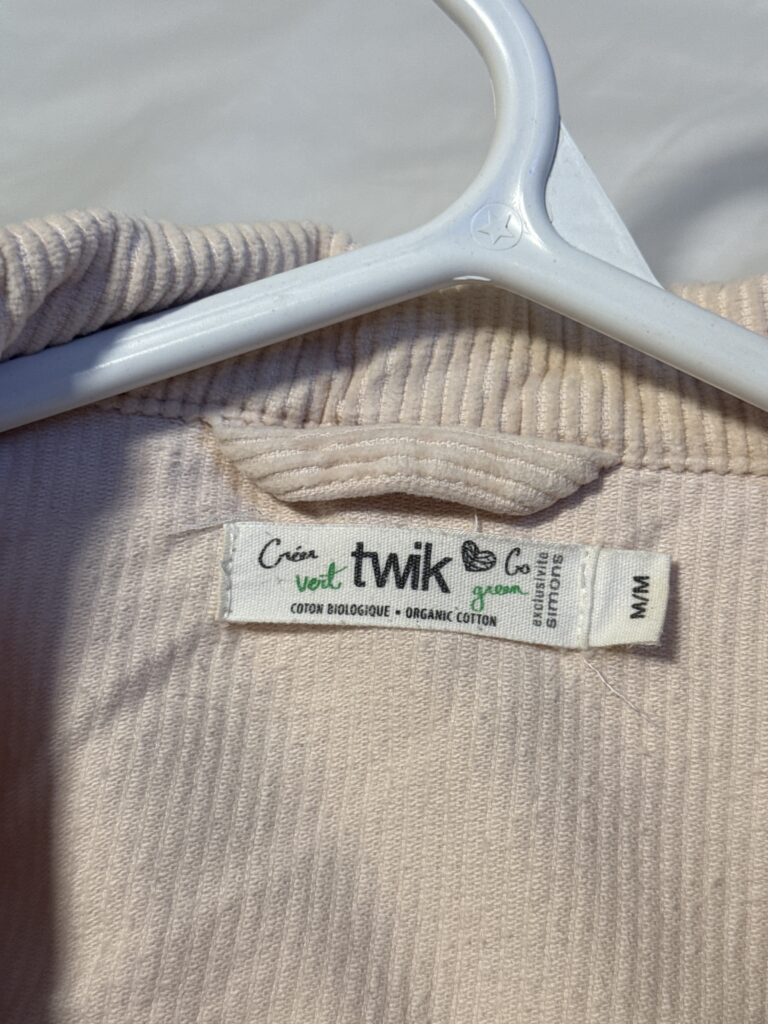 Créer vert twik Go green
COTON BIOLOGIQUE • ORGANIC COTTON
exclusivité
simons
M/M